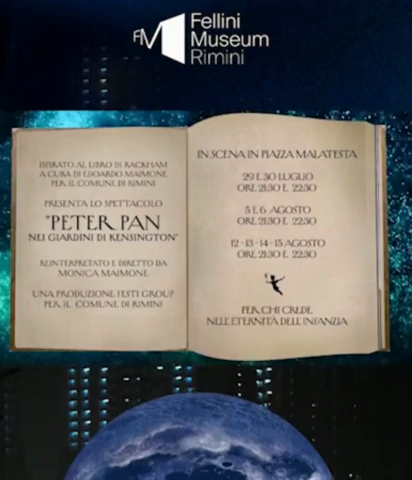 FM
Fellini
Museum
Rimini
ISPIRATO AL LIBRO DI RACKHAM
A CURA DI EDOARDO MAIMONE
PER IL COMUNE DI RIMINI
PRESENTA LO SPETTACOLO
"PETER PAN
NEI GIARDINI DI KENSINGTON"
REINTERPRETATO E DIRETTO DA
MONICA MAIMONE
UNA PRODUZIONE FESTI GROUP
PER IL COMUNE DI RIMINI
IN SCENA IN PIAZZA MALATESTA
29 E 30 LUGLIO
ORE 21:30 E 22:30
5 E 6 AGOSTO
ORE 21:30 E 22:30
12-13-14-15 AGOSTO
ORE 21:30 E 22:30
PER CHI CREDE
NELL'ETERNITÀ DELL'INFANZIA